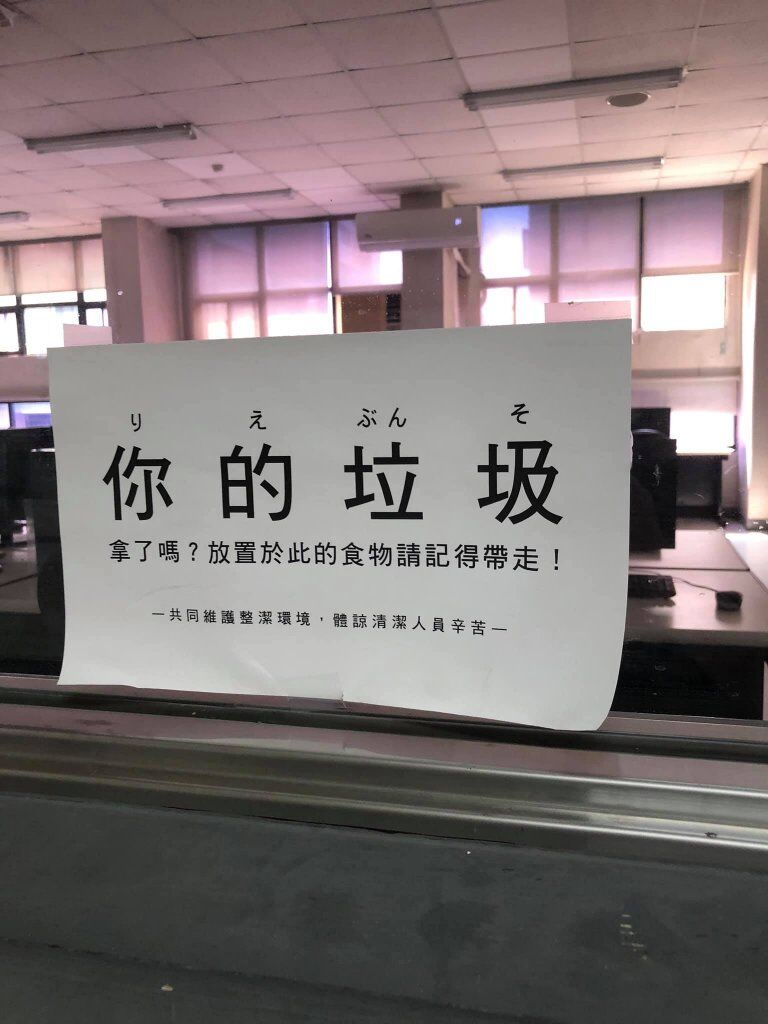 り え ぶん そ
你的垃圾
拿了嗎？放置於此的食物請記得帶走！
—共同維護整潔環境，體諒清潔人員辛苦—